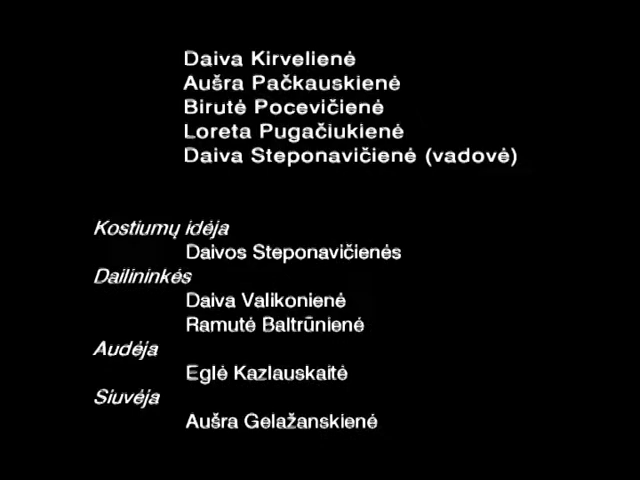 Daiva Kirvelienė
Aušra Pačkauskienė
Birutė Pocevičienė
Loreta Pugačiukienė
Daiva Steponavičienė (vadovė)
Kostiumų idėja
Daivos Steponavičienės
Dailininkės
Daiva Valikonienė
Ramutė Baltrūnienė
Audėja
Eglė Kazlauskaitė
Siuvėja
Aušra Gelažanskienė